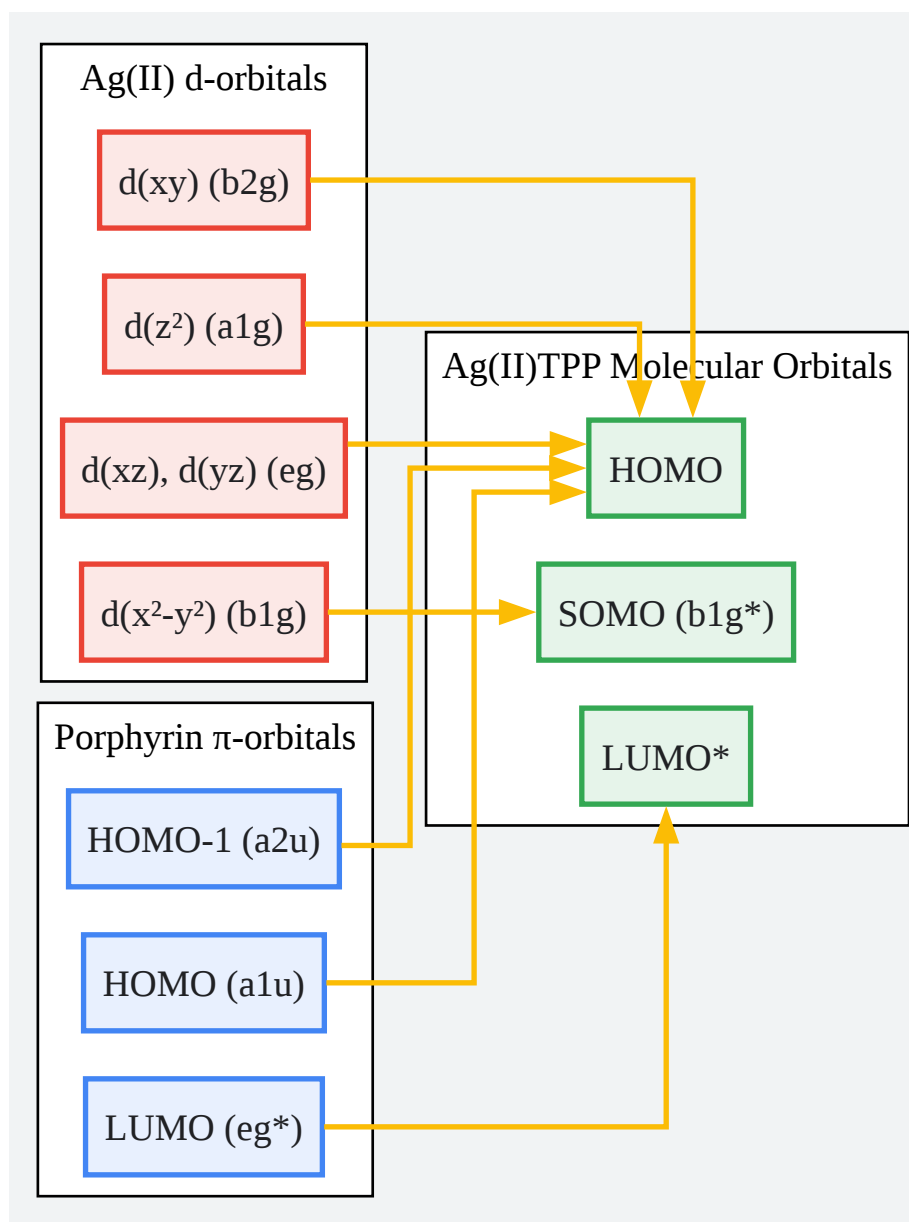 Ag(II) d-orbitals
d(xy) (b2g)
d(z²) (a1g)
d(xz), d(yz) (eg)
d(x²-y²) (b1g)
Ag(II)TPP Molecular Orbitals
HOMO
SOMO (b1g*)
LUMO*
Porphyrin π-orbitals
HOMO-1 (a2u)
HOMO (a1u)
LUMO (eg*)